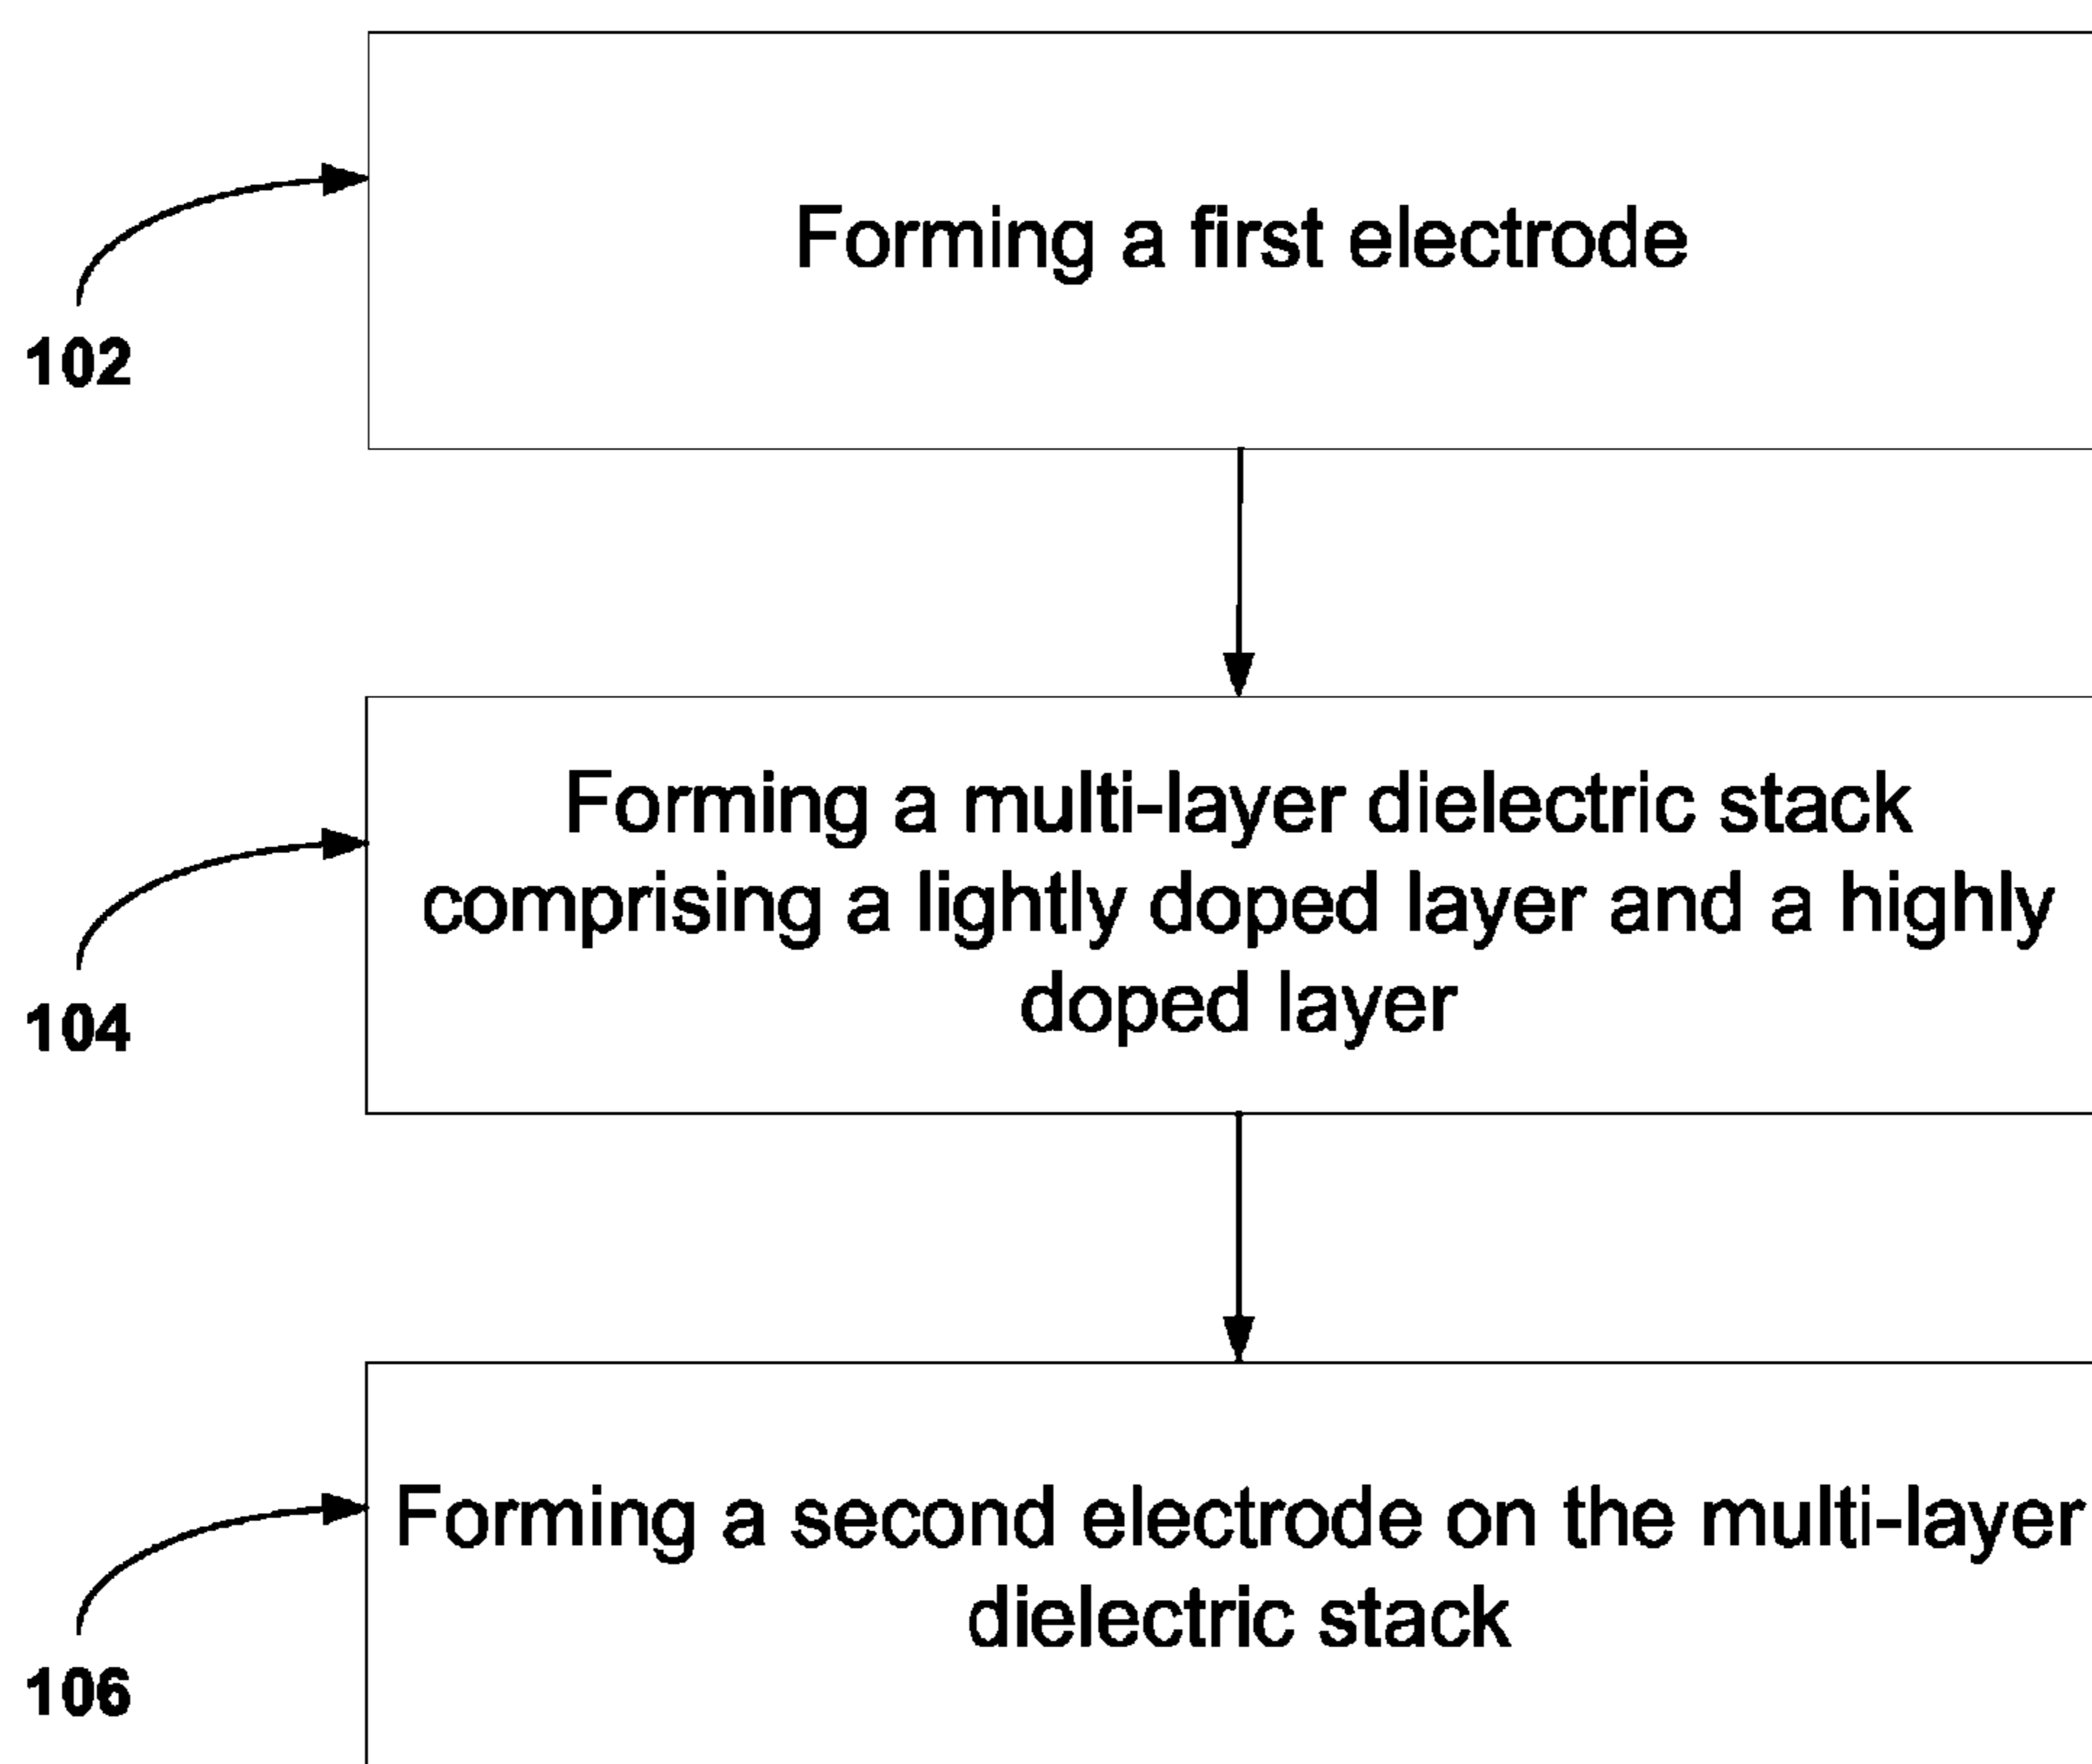 Forming a first electrode
102
Forming a multi-layer dielectric stack
comprising a lightly doped layer and a highly
doped layer
104
Forming a second electrode on the multi-layer
dielectric stack
106